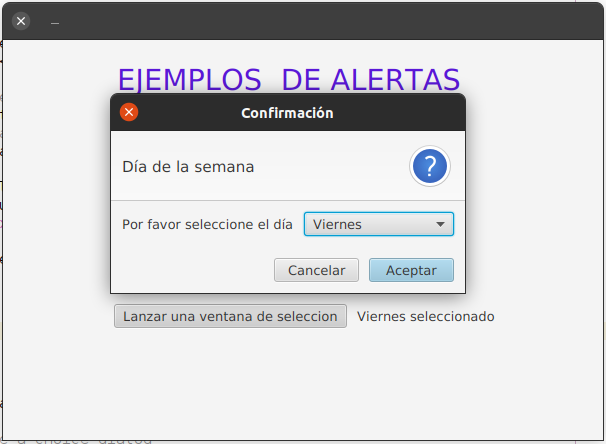 EJEMPLOS DE ALERTAS
Confirmación
Día de la semana
?
Por favor seleccione el día
Viernes
Cancelar
Aceptar
Lanzar una ventana de seleccion
Viernes seleccionado